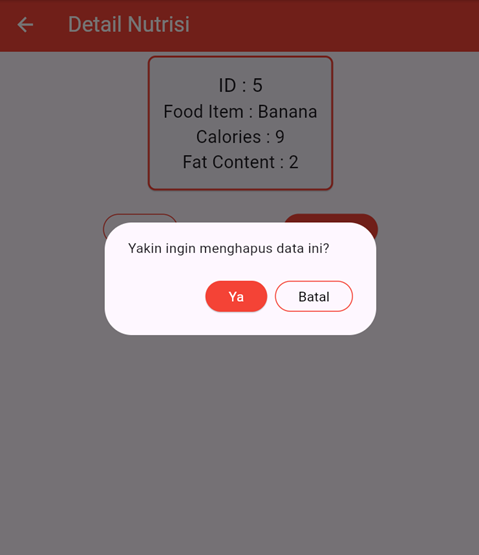 Detail Nutrisi
ID : 5
Food Item : Banana
Calories : 9
Fat Content : 2
Yakin ingin menghapus data ini?
Ya
Batal